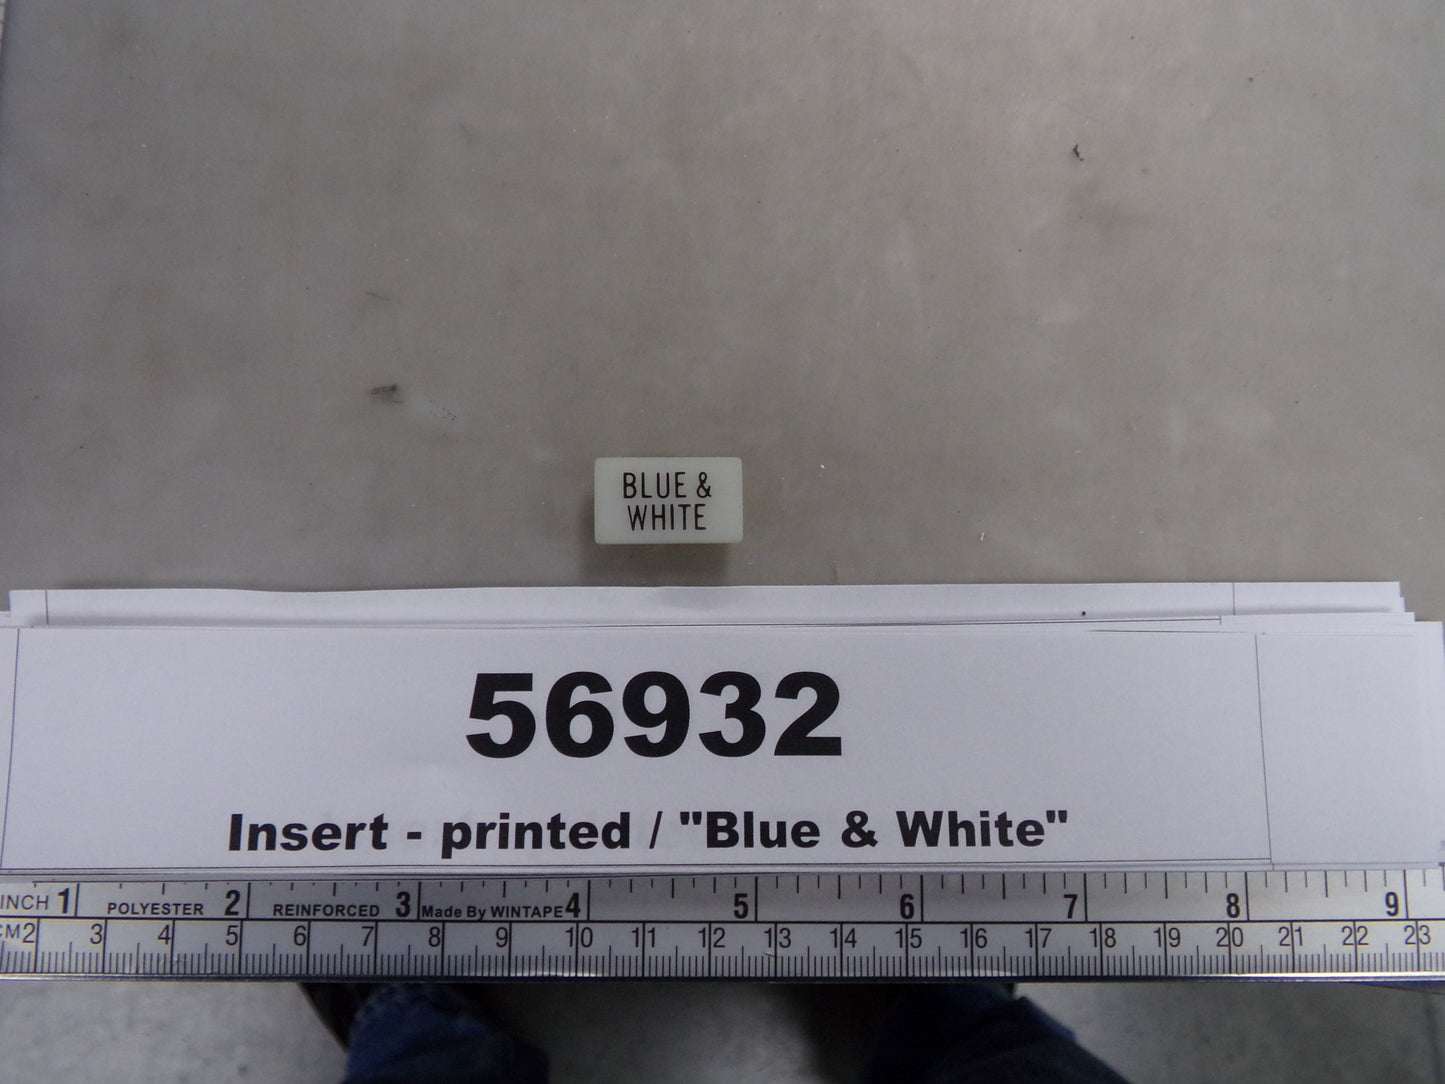 BLUE &
WHITE
56932
Insert - printed / "Blue & White"
INCH 1 POLYESTER 2 REINFORCED 3 Made By WINTAPE 4 5 6 7 8 9
CM 2 3 4 5 6 7 8 9 10 11 12 13 14 15 16 17 18 19 20 21 22 23